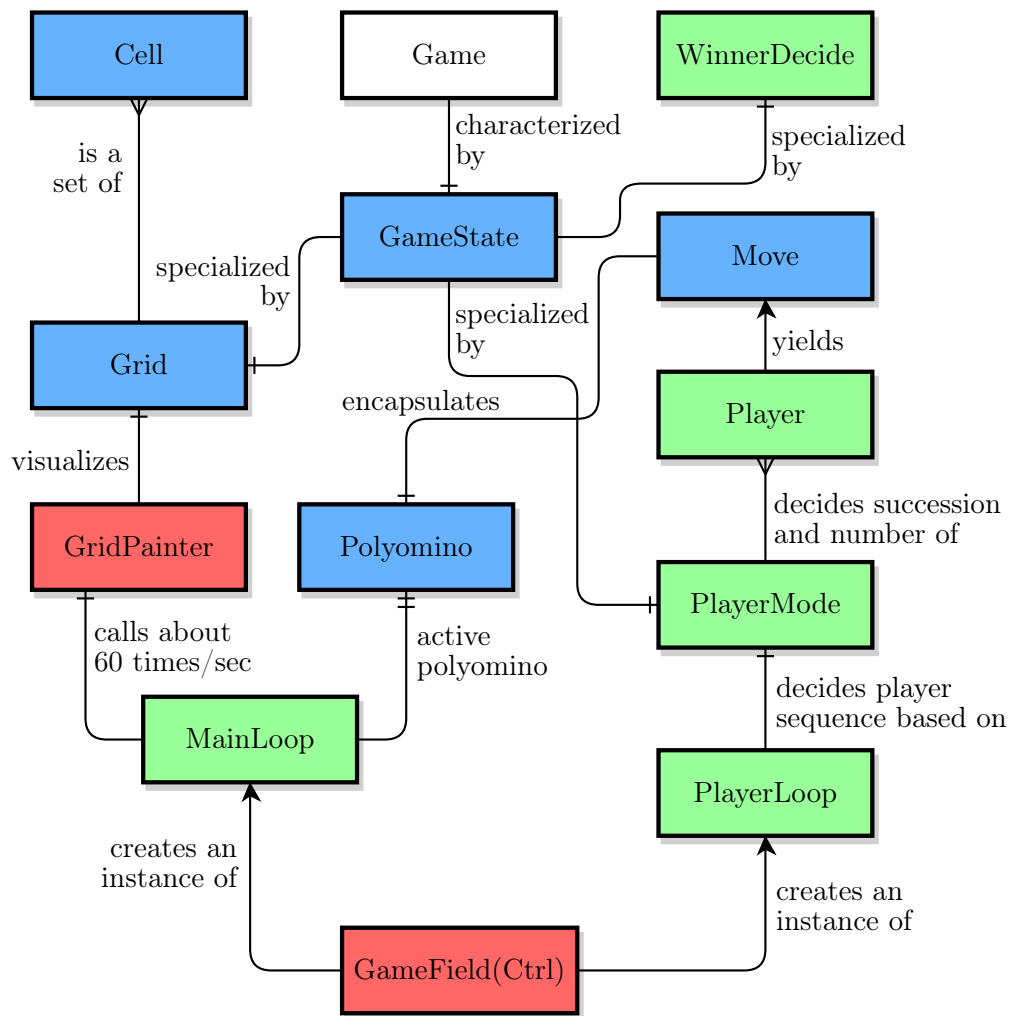 Cell
Game
WinnerDecide
characterized
by
specialized
by
is a
set of
GameState
Move
specialized
by
specialized
by
yields
Grid
encapsulates
Player
visualizes
decides succession
and number of
GridPainter
Polyomino
PlayerMode
calls about
60 times/sec
active
polyomino
decides player
sequence based on
MainLoop
PlayerLoop
creates an
instance of
creates an
instance of
GameField(Ctrl)